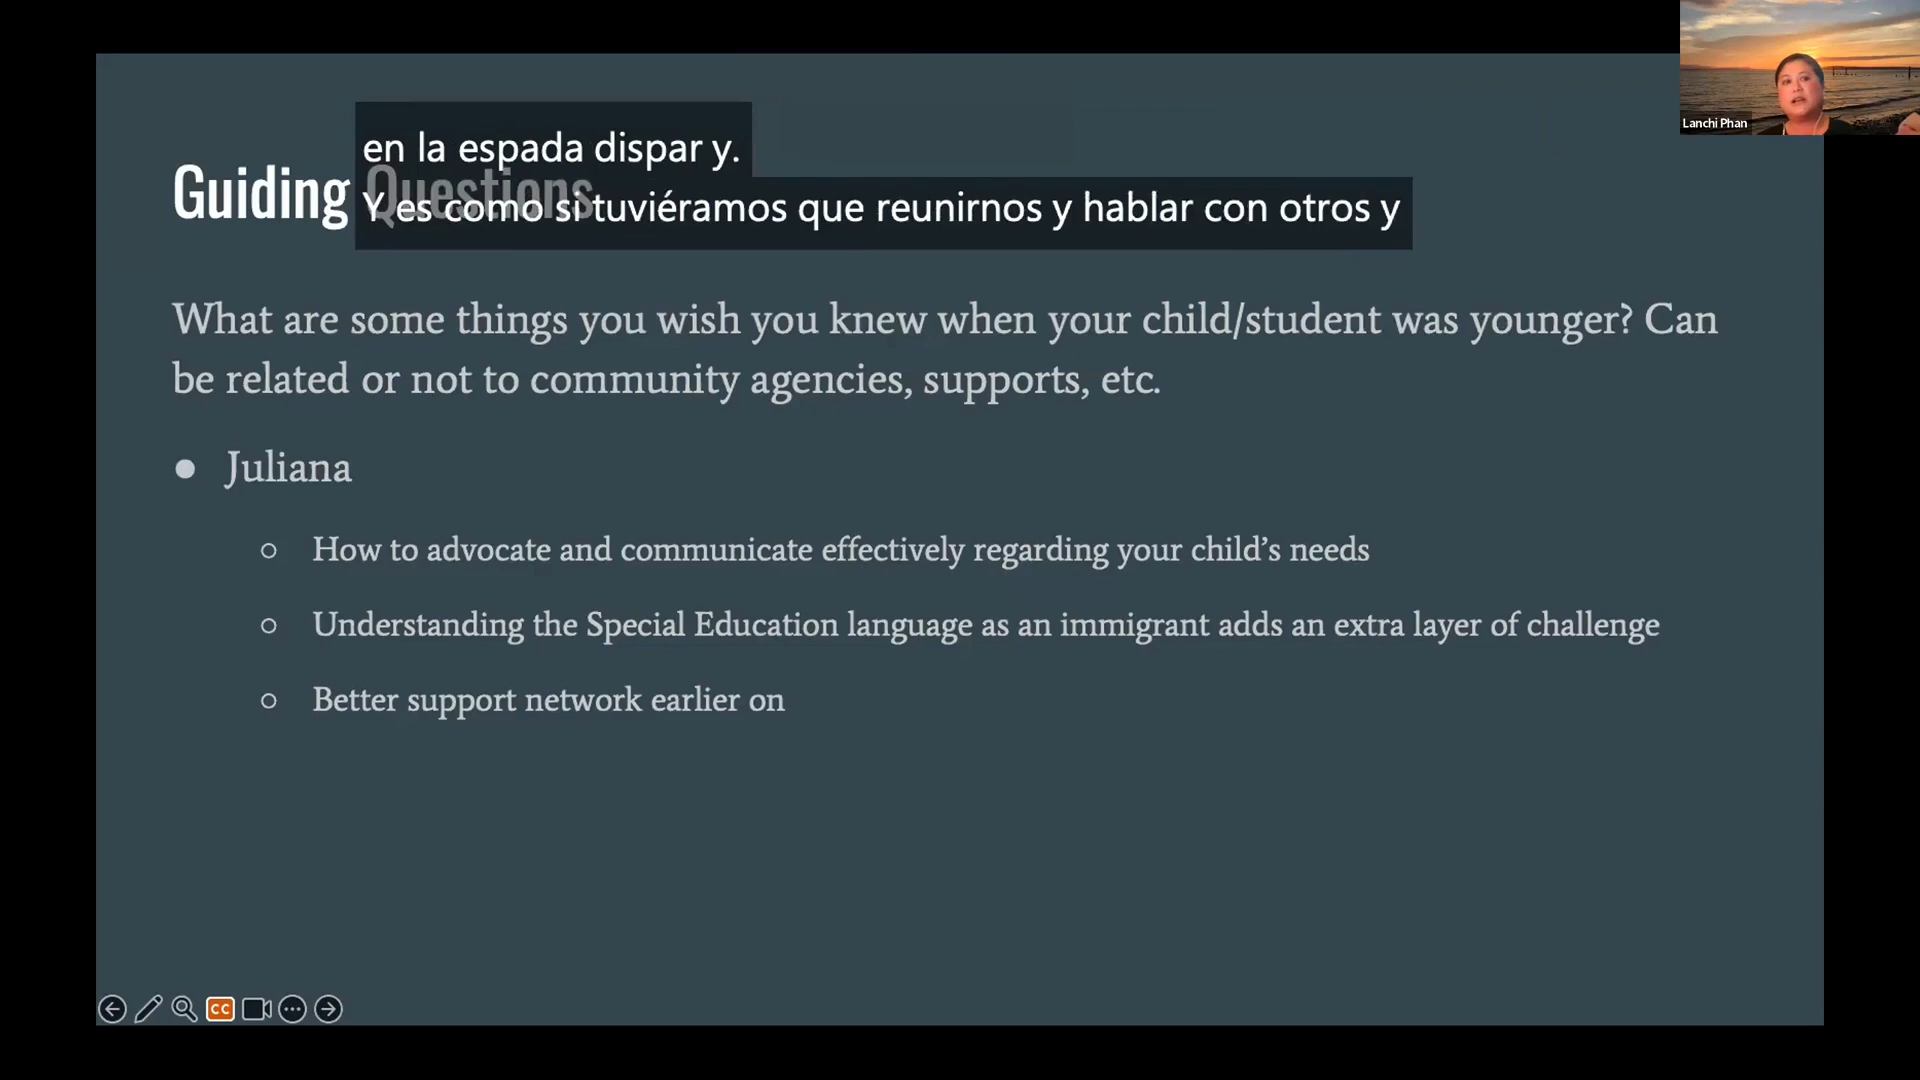 Lanchi Phan
en la espada dispar y.
Guiding Questions
Y es como si tuviéramos que reunirnos y hablar con otros y
What are some things you wish you knew when your child/student was younger? Can
be related or not to community agencies, supports, etc.
● Juliana
○ How to advocate and communicate effectively regarding your child’s needs
○ Understanding the Special Education language as an immigrant adds an extra layer of challenge
○ Better support network earlier on
CC